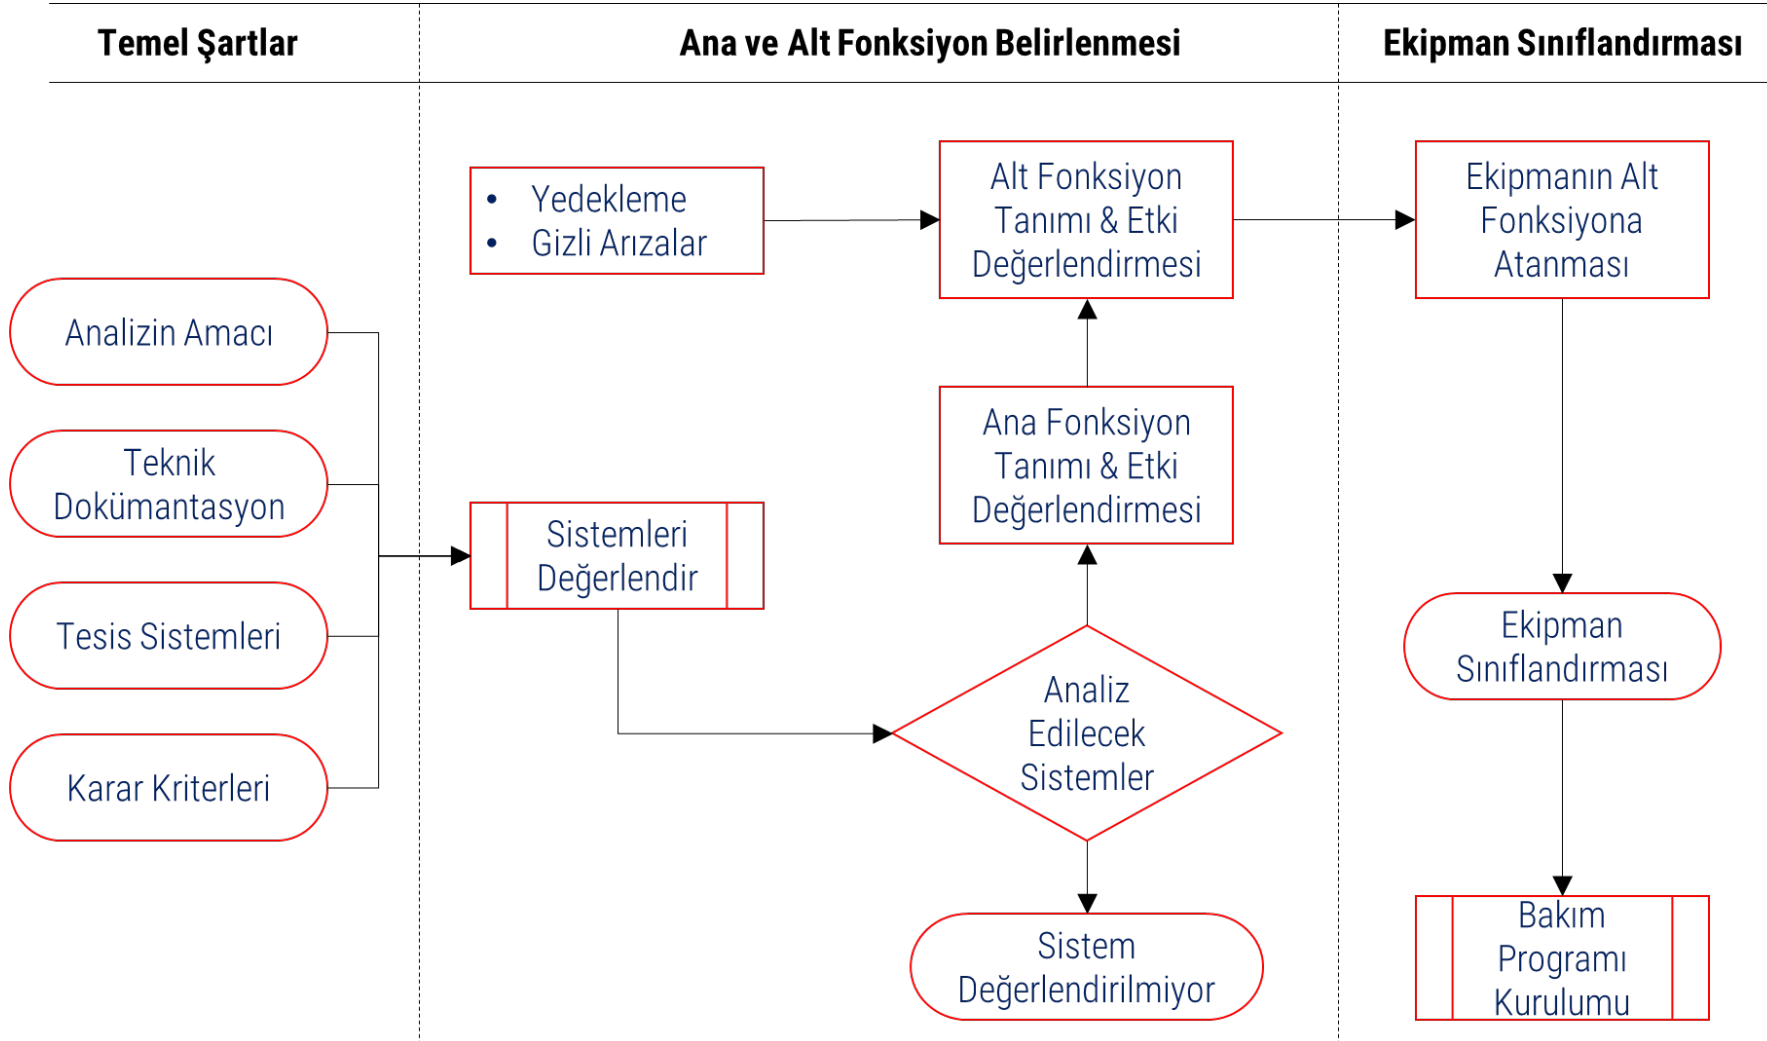 Temel Şartlar
Ana ve Alt Fonksiyon Belirlenmesi
Ekipman Sınıflandırması
Analizin Amacı
Teknik
Dokümantasyon
Tesis Sistemleri
Karar Kriterleri
• Yedekleme
• Gizli Arızalar
Sistemleri
Değerlendir
Alt Fonksiyon
Tanımı & Etki
Değerlendirmesi
Ana Fonksiyon
Tanımı & Etki
Değerlendirmesi
Analiz
Edilecek
Sistemler
Sistem
Değerlendirilmiyor
Ekipmanın Alt
Fonksiyona
Atanması
Ekipman
Sınıflandırması
Bakım
Programı
Kurulumu